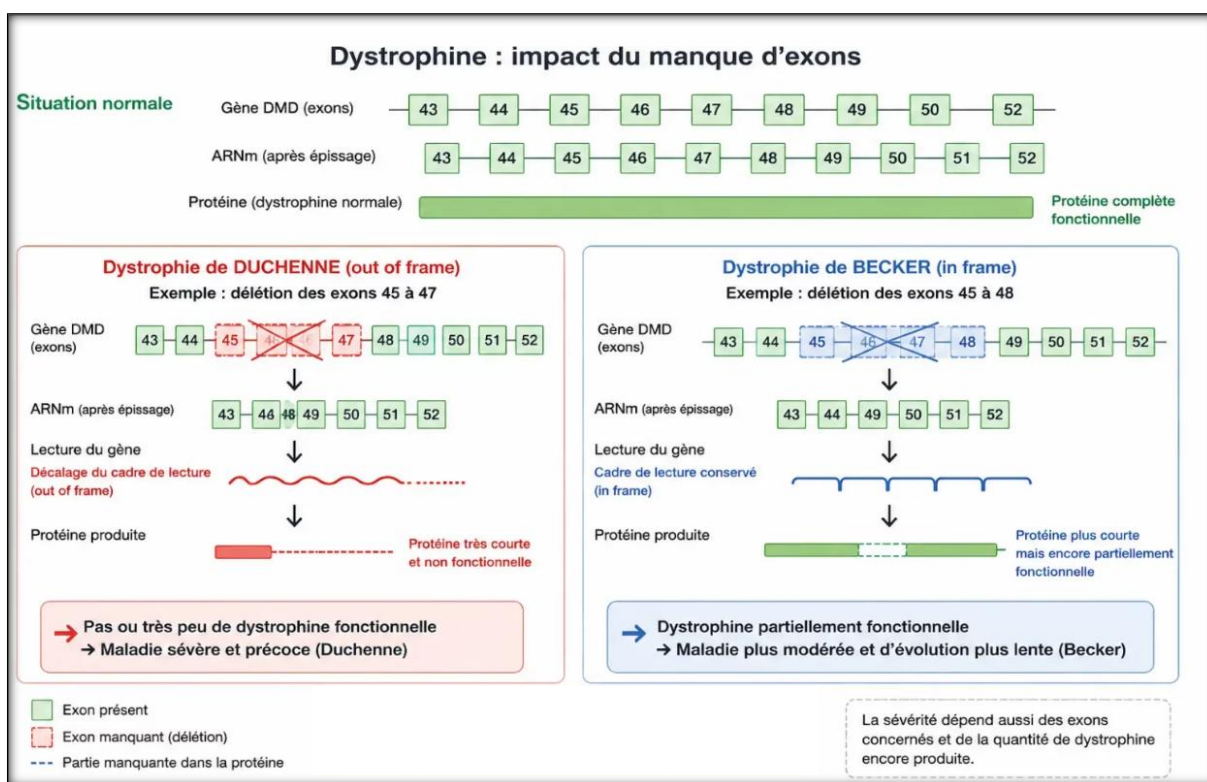 Dystrophine : impact du manque d'exons
Situation normale
Gène DMD (exons)
43 44 45 46 47 48 49 50 52
ARNm (après épissage)
43 44 45 46 47 48 49 50 51 52
Protéine (dystrophine normale)
Protéine complète
fonctionnelle
Dystrophie de DUCHENNE (out of frame)
Exemple : délétion des exons 45 à 47
Gène DMD
(exons)
43 44 45 47 48 49 50 51 52
ARNm (après épissage)
43 48 49 50 51 52
Lecture du gène
Décalage du cadre de lecture
(out of frame)
Protéine produite
Protéine très courte
et non fonctionnelle
→ Pas ou très peu de dystrophine fonctionnelle
→ Maladie sévère et précoce (Duchenne)
Dystrophie de BECKER (in frame)
Exemple : délétion des exons 45 à 48
Gène DMD
(exons)
43 44 45 46 47 48 49 50 51 52
ARNm (après épissage)
43 44 49 50 51 52
Lecture du gène
Cadre de lecture conservé
(in frame)
Protéine produite
Protéine plus courte
mais encore partiellement
fonctionnelle
→ Dystrophine partiellement fonctionnelle
→ Maladie plus modérée et d'évolution plus lente (Becker)
Exon présent
Exon manquant (délétion)
Partie manquante dans la protéine
La sévérité dépend aussi des exons
concernés et de la quantité de dystrophine
encore produite.